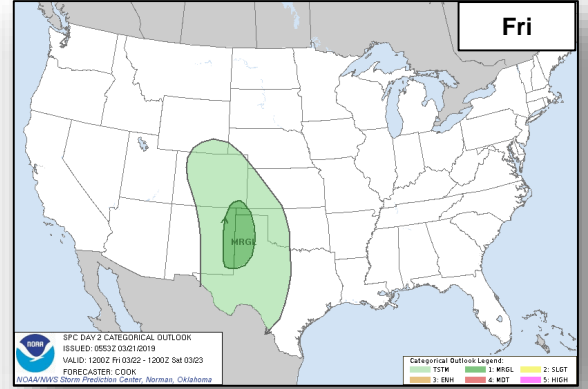 Fri
MRGL
SPC DAY 2 CATEGORICAL OUTLOOK
ISSUED: 0553Z 03/21/2019
VALID: 1200Z Fri 03/22 - 1200Z Sat 03/23
FORECASTER: COOK
NOAA/NWS Storm Prediction Center, Norman, Oklahoma
NOAA
Categorical Outlook Legend:
TSTM 1: MRGL 2: SLGT
3: ENH 4: MDT 5: HIGH